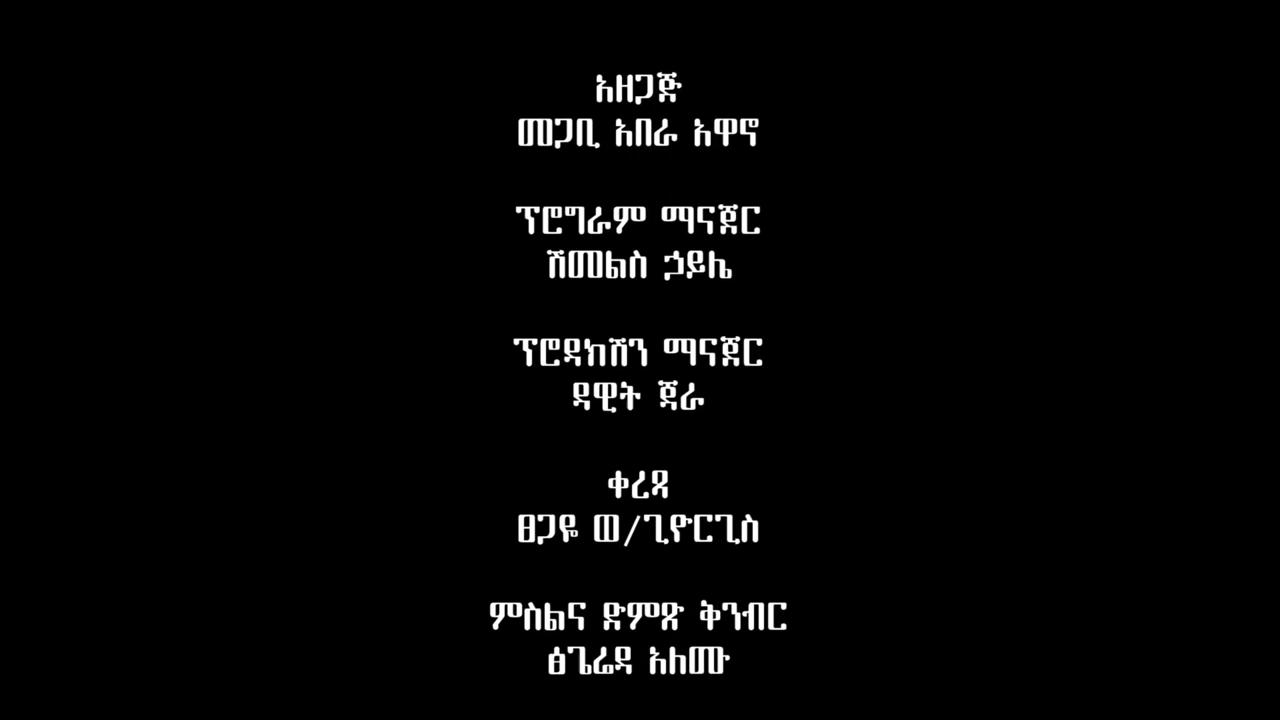 አዘጋጅ
መጋቢ አበራ አዋኖ
ፕሮግራም ማናጀር
ሽመልስ ኃይሌ
ፕሮዳክሽን ማናጀር
ዳዊት ጃራ
ቀረጻ
ፀጋዬ ወ/ጊዮርጊስ
ምስልና ድምጽ ቅንብር
ፅጌሬዳ አለሙ